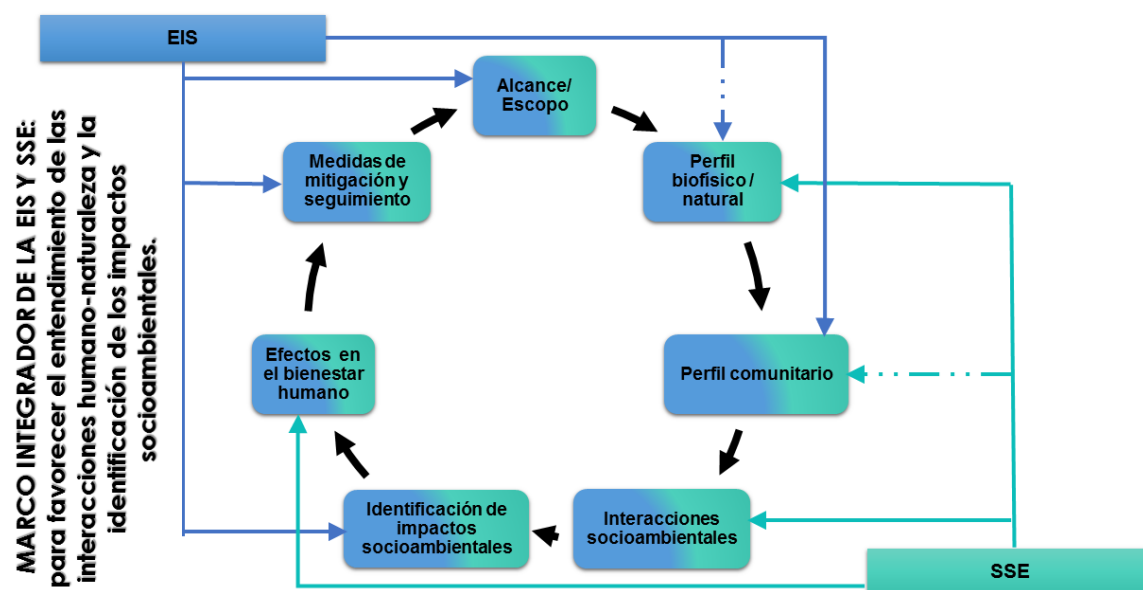 MARCO INTEGRADOR DE LA EIS Y SSE:
para favorecer el entendimiento de las
interacciones humano-naturaleza y la
identificación de los impactos
socioambientales.
EIS
Alcance/
Escopo
Medidas de
mitigación y
seguimiento
Perfil
biofísico /
natural
Efectos en
el bienestar
humano
Perfil comunitario
Identificación de
impactos
socioambientales
Interacciones
socioambientales
SSE